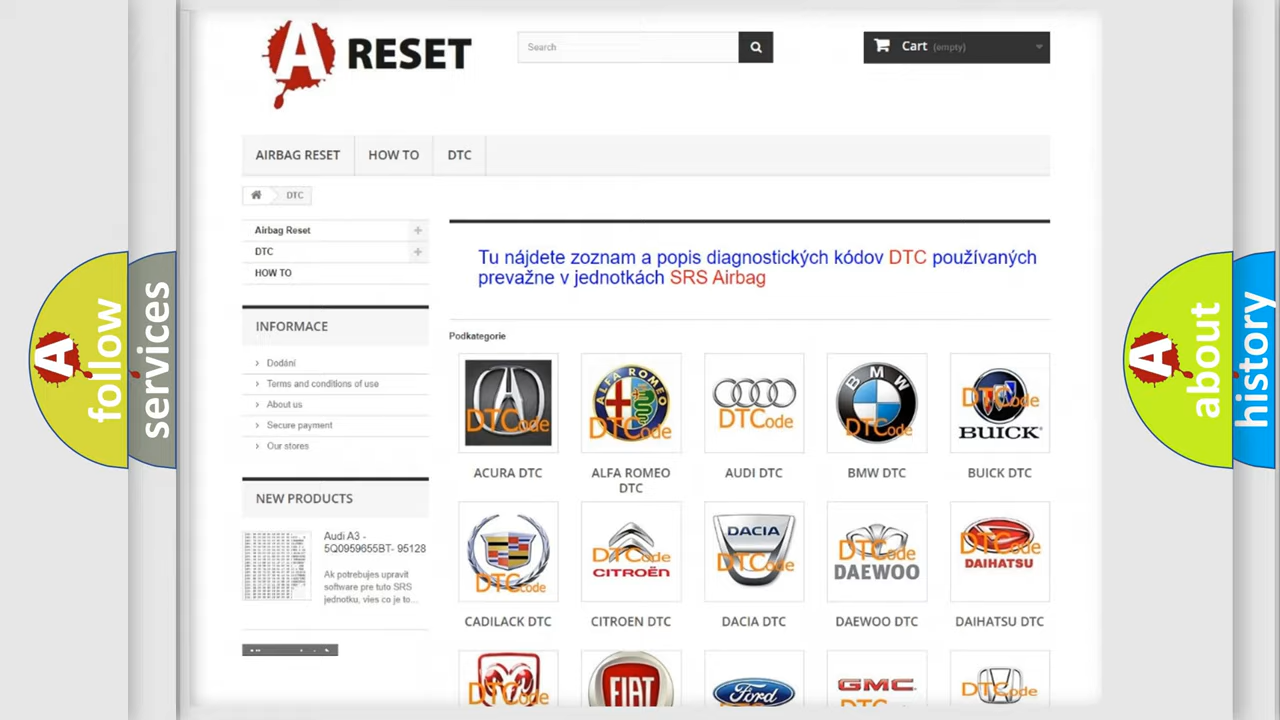 A RESET
Search
Cart (empty)
AIRBAG RESET
HOW TO
DTC
DTC
Airbag Reset
DTC
HOW TO
Tu nájdete zoznam a popis diagnostických kódov DTC používaných
prevažne v jednotkách SRS Airbag
INFORMACE
Dodání
Terms and conditions of use
About us
Secure payment
Our stores
NEW PRODUCTS
Audi A3 -
5Q0959655BT- 95128
Ak potrebujes upravit
software pre tuto SRS
jednotku, vies co je to...
Podkategorie
DTCode
ALFA ROMEO
DTCode
DTCode
BMW
DTCode
DTCode
BUICK
ACURA DTC
ALFA ROMEO
DTC
AUDI DTC
BMW DTC
BUICK DTC
DTCode
DTCode
CITROËN
DACIA
DTCode
DTCode
DAEWOO
DTCode
DAIHATSU
CADILACK DTC
CITROEN DTC
DACIA DTC
DAEWOO DTC
DAIHATSU DTC
DTCode
FIAT
Ford
GMC
DTCode
A follow
services
A about
history